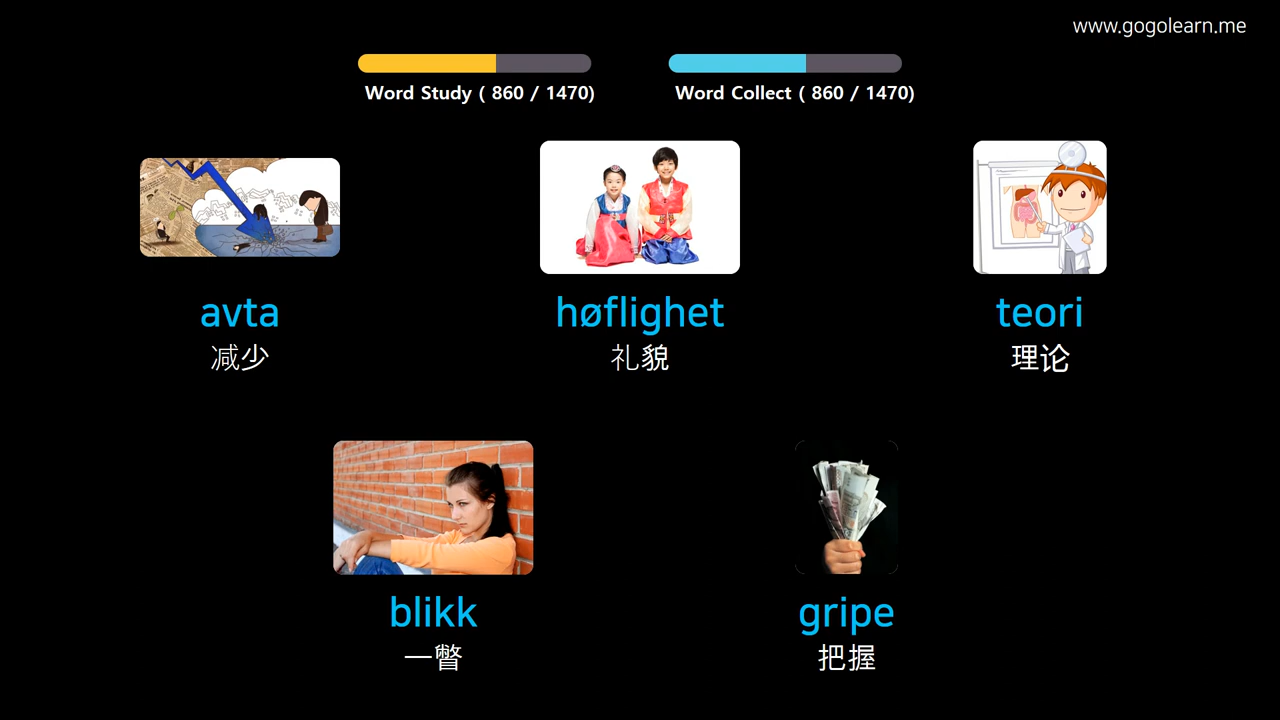 www.gogolearn.me
Word Study ( 860 / 1470)
Word Collect ( 860 / 1470)
avta
减少
høflighet
礼貌
teori
理论
blikk
一瞥
gripe
把握